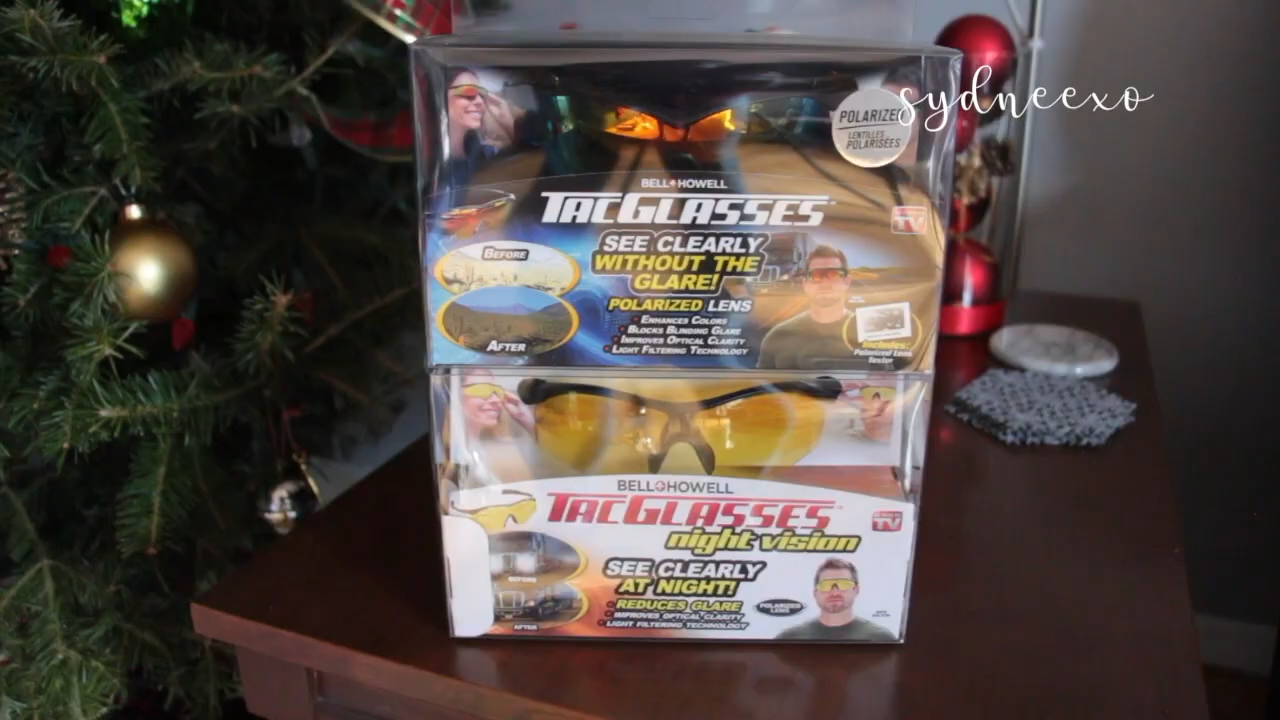 sydneexo
POLARIZED
LENTILLES
POLARISÉES
BELL+HOWELL
TACGLASSES
TV
SEE CLEARLY
WITHOUT THE
GLARE!
BEFORE
AFTER
POLARIZED LENS
ENHANCES COLORS
BLOCKS BLINDING GLARE
IMPROVES OPTICAL CLARITY
LIGHT FILTERING TECHNOLOGY
Includes:
Polarized Lens
Tester
BELL+HOWELL
TACGLASSES
night vision
TV
SEE CLEARLY
AT NIGHT!
REDUCES GLARE
IMPROVES OPTICAL CLARITY
LIGHT FILTERING TECHNOLOGY
BEFORE
AFTER
POLARIZED
LENS